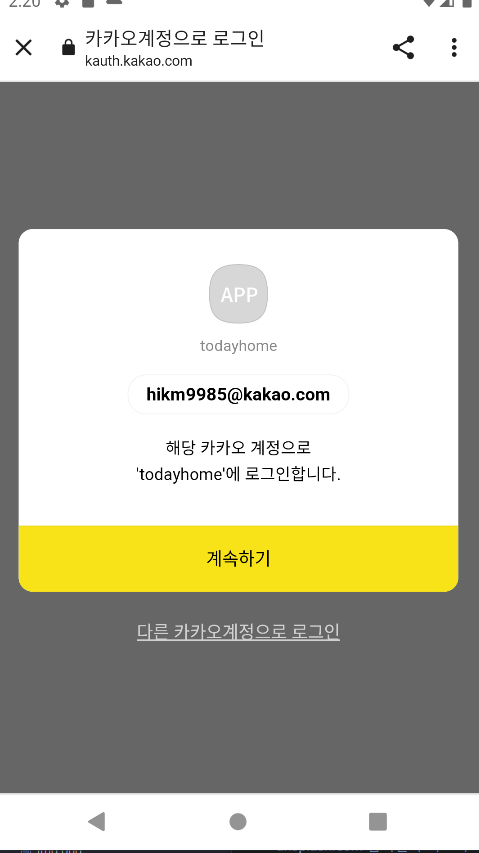 2:20
카카오계정으로 로그인
kauth.kakao.com
APP
todayhome
hikm9985@kakao.com
해당 카카오 계정으로
'todayhome'에 로그인합니다.
계속하기
다른 카카오계정으로 로그인